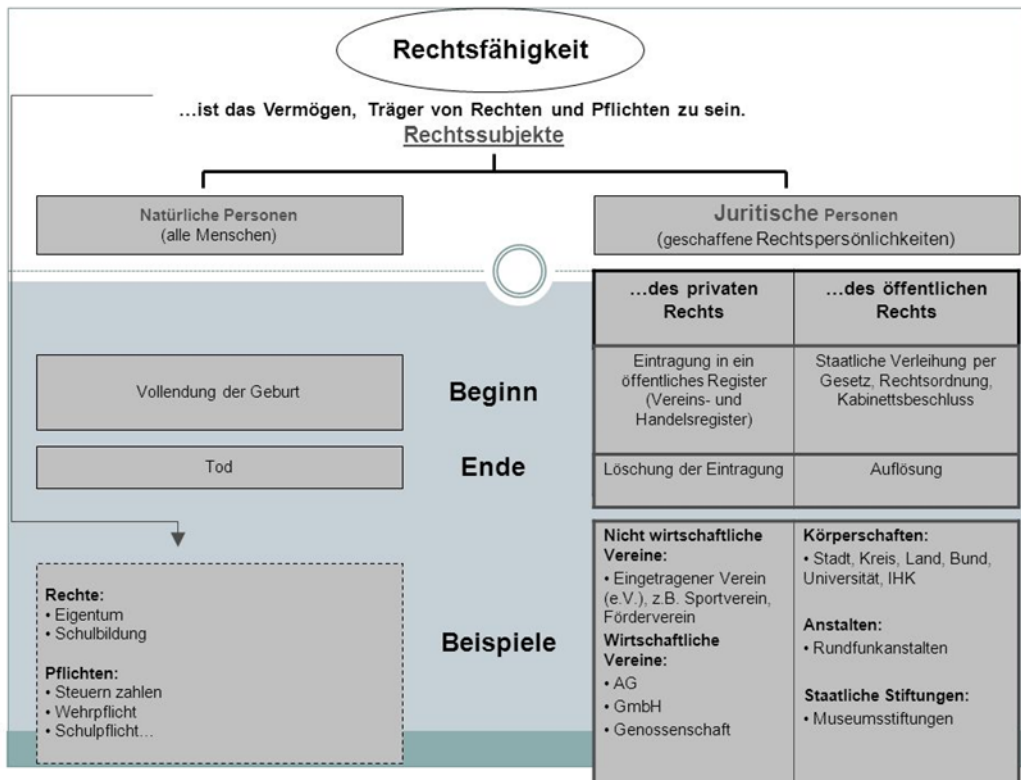 Rechtsfähigkeit
...ist das Vermögen, Träger von Rechten und Pflichten zu sein.
Rechtssubjekte
Natürliche Personen
(alle Menschen)
Juritische Personen
(geschaffene Rechtspersönlichkeiten)
...des privaten
Rechts
...des öffentlichen
Rechts
Vollendung der Geburt
Beginn
Eintragung in ein
öffentliches Register
(Vereins- und
Handelsregister)
Staatliche Verleihung per
Gesetz, Rechtsordnung,
Kabinettsbeschluss
Tod
Ende
Löschung der Eintragung
Auflösung
Rechte:
• Eigentum
• Schulbildung
Pflichten:
• Steuern zahlen
• Wehrpflicht
• Schulpflicht...
Beispiele
Nicht wirtschaftliche
Vereine:
• Eingetragener Verein
(e.V.), z.B. Sportverein,
Förderverein
Wirtschaftliche
Vereine:
• AG
• GmbH
• Genossenschaft
Körperschaften:
• Stadt, Kreis, Land, Bund,
Universität, IHK
Anstalten:
• Rundfunkanstalten
Staatliche Stiftungen:
• Museumsstiftungen